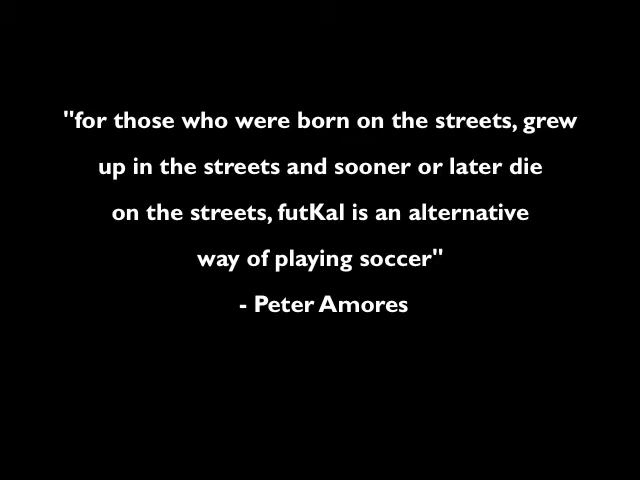 "for those who were born on the streets, grew
up in the streets and sooner or later die
on the streets, futKal is an alternative
way of playing soccer"
- Peter Amores